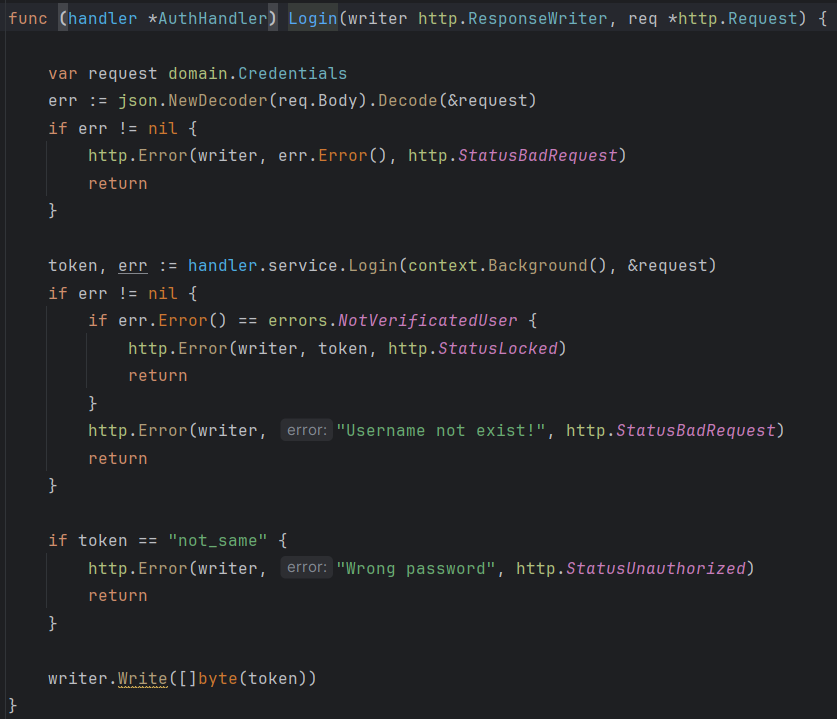 func (handler *AuthHandler) Login(writer http.ResponseWriter, req *http.Request) {
var request domain.Credentials
err := json.NewDecoder(req.Body).Decode(&request)
if err != nil {
http.Error(writer, err.Error(), http.StatusBadRequest)
return
}
token, err := handler.service.Login(context.Background(), &request)
if err != nil {
if err.Error() == errors.NotVerificatedUser {
http.Error(writer, token, http.StatusLocked)
return
}
http.Error(writer, error: "Username not exist!", http.StatusBadRequest)
return
}
if token == "not_same" {
http.Error(writer, error: "Wrong password", http.StatusUnauthorized)
return
}
writer.Write([]byte(token))
}